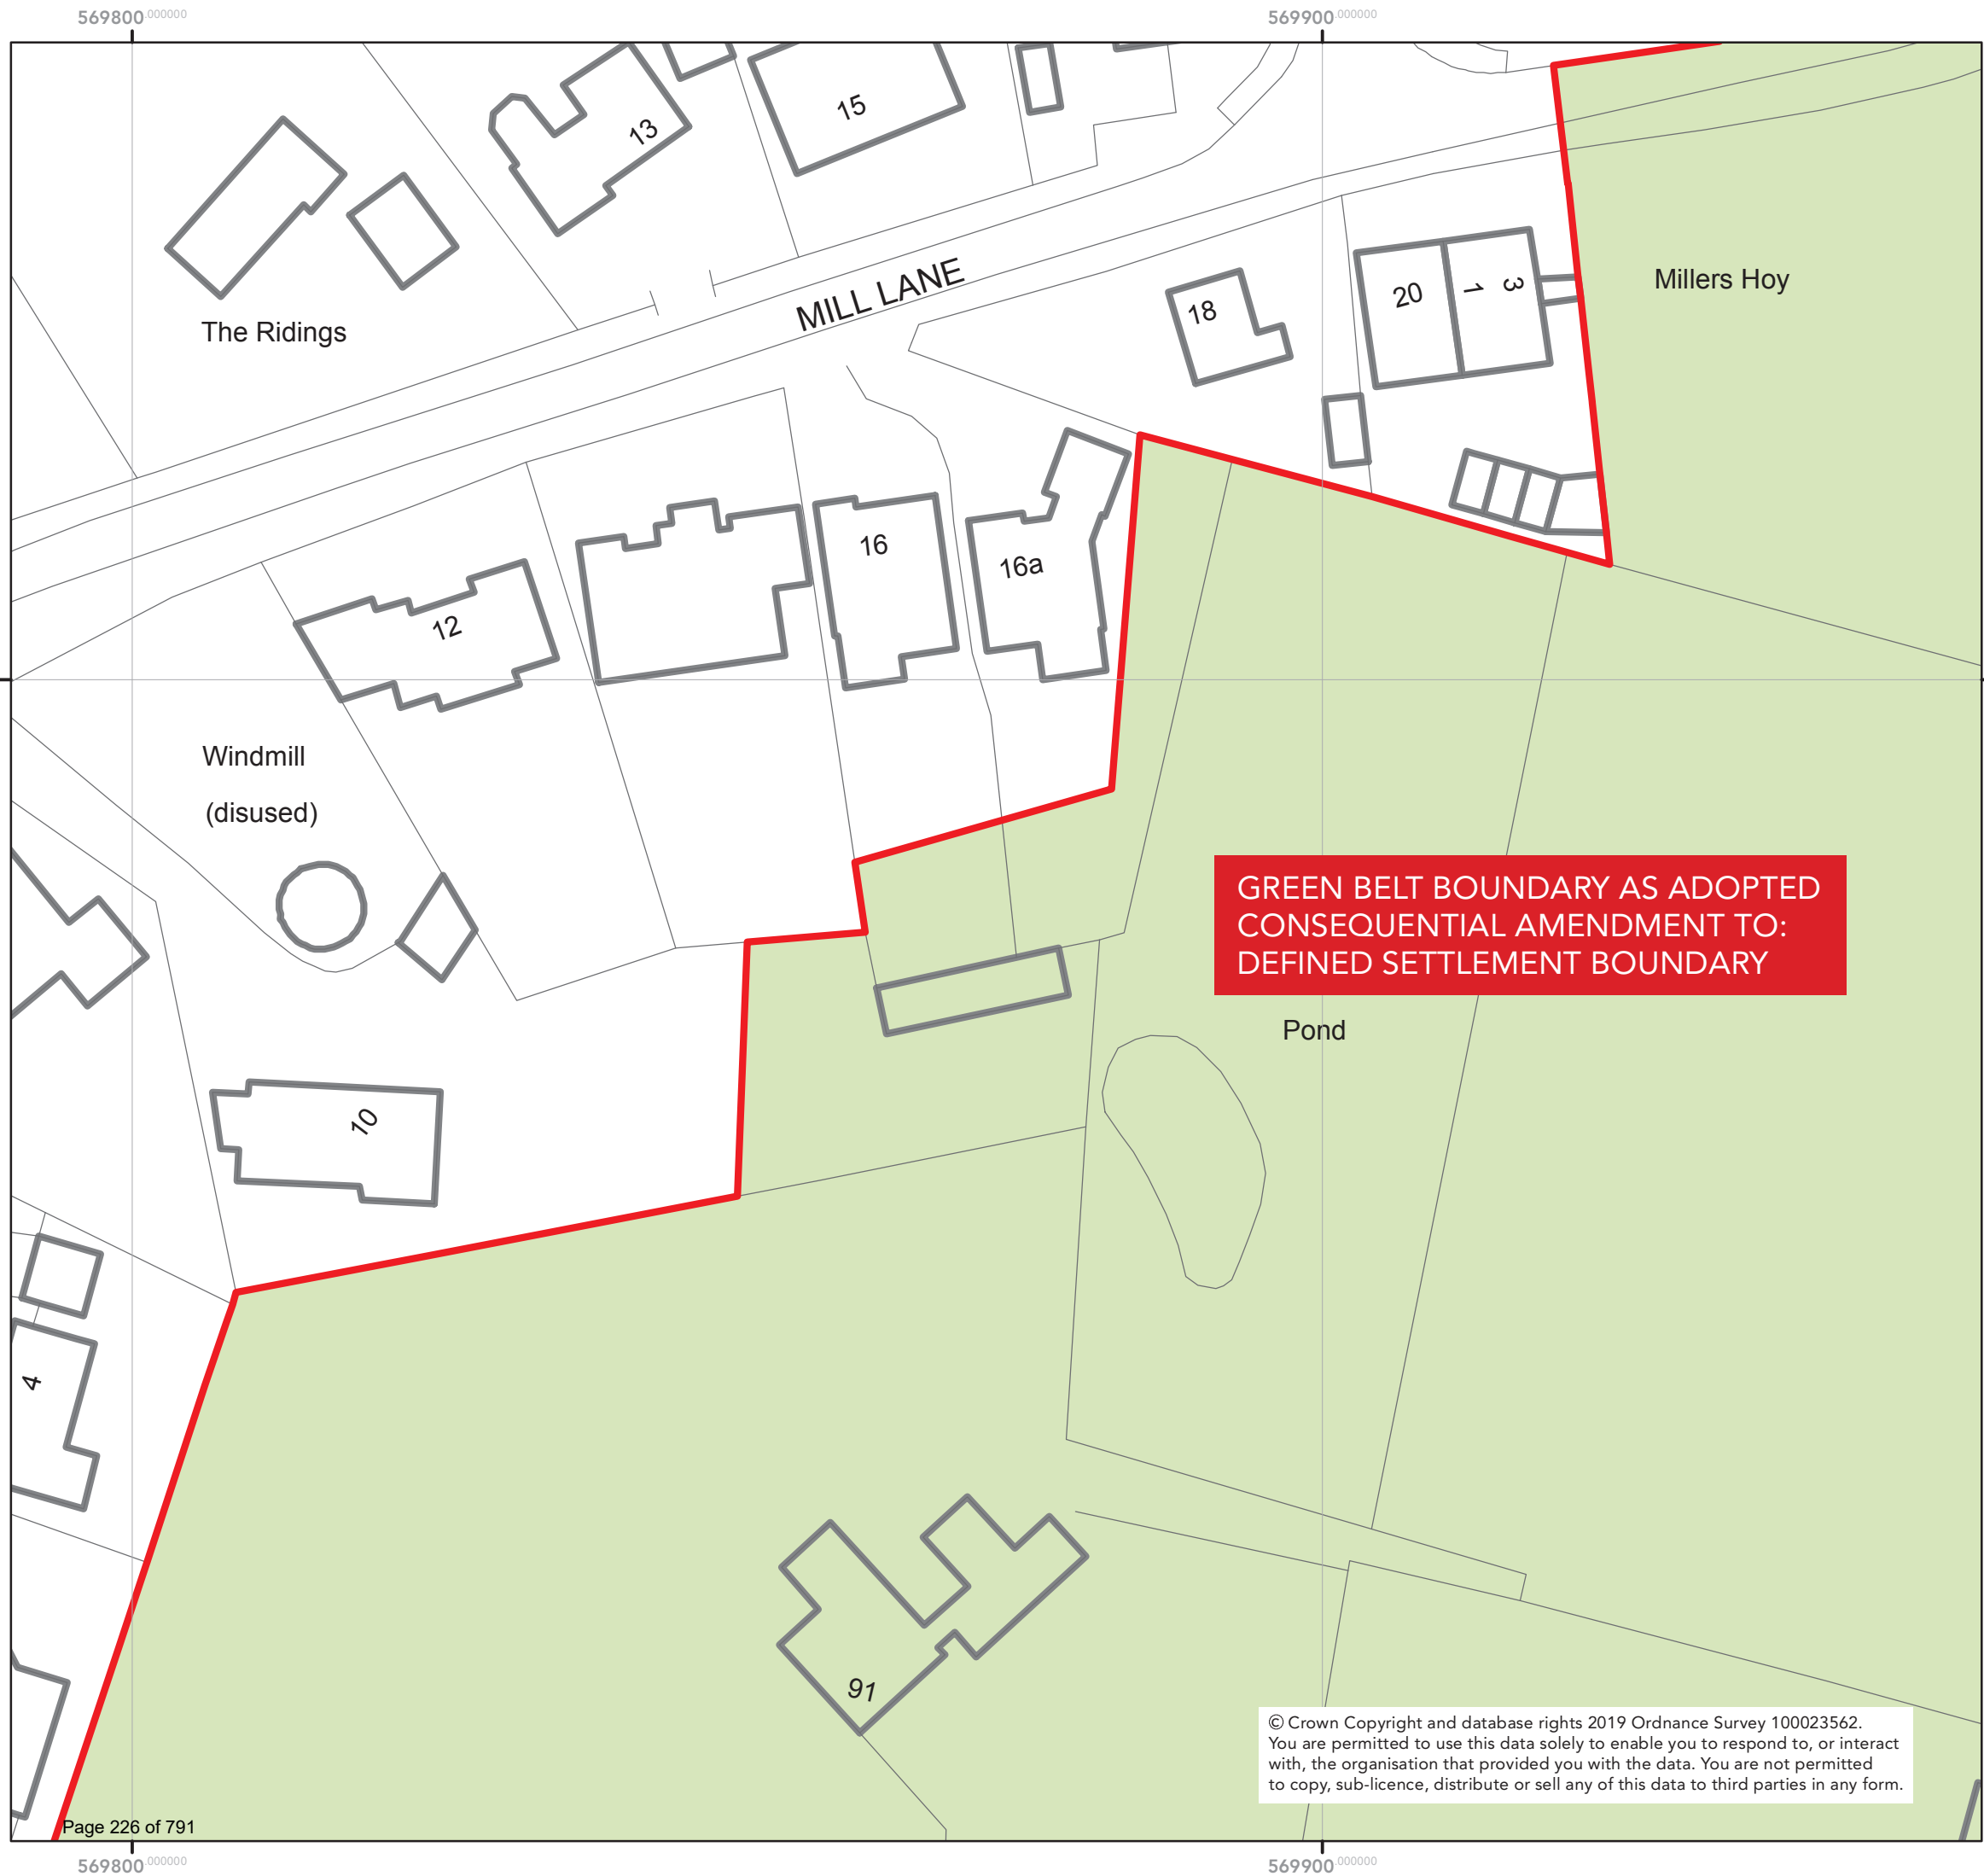 569800.000000
569900.000000
13
15
The Ridings
MILL LANE
18
20
1
3
Millers Hoy
12
16
16a
Windmill
(disused)
GREEN BELT BOUNDARY AS ADOPTED
CONSEQUENTIAL AMENDMENT TO:
DEFINED SETTLEMENT BOUNDARY
Pond
10
4
91
© Crown Copyright and database rights 2019 Ordnance Survey 100023562.
You are permitted to use this data solely to enable you to respond to, or interact
with, the organisation that provided you with the data. You are not permitted
to copy, sub-licence, distribute or sell any of this data to third parties in any form.
Page 226 of 791
569800.000000
569900.000000